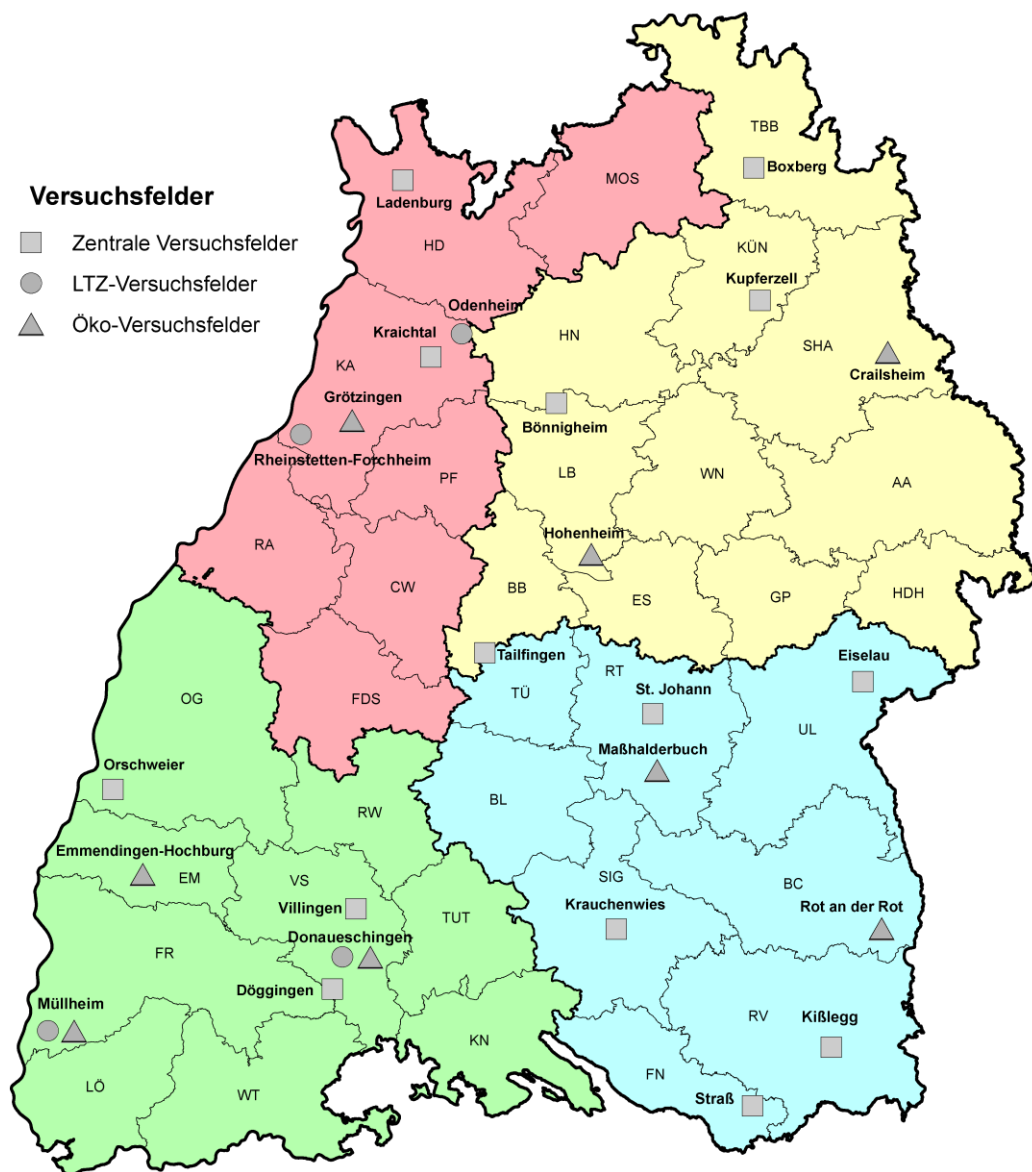 TBB
Boxberg
MOS
Versuchsfelder
Ladenburg
Zentrale Versuchsfelder
HD
KÜN
LTZ-Versuchsfelder
Kupferzell
Öko-Versuchsfelder
Odenheim
Kraichtal
HN
SHA
KA
Crailsheim
Grötzingen
Bönnigheim
Rheinstetten-Forchheim
PF
LB
WN
AA
Hohenheim
RA
CW
BB
ES
GP
HDH
Tailfingen
RT
Eiselau
TÜ
St. Johann
OG
FDS
UL
Maßhalderbuch
Orschweier
BL
RW
Emmendingen-Hochburg
EM
VS
SIG
BC
Villingen
Krauchenwies
Rot an der Rot
TUT
Donaueschingen
FR
Döggingen
Müllheim
RV
Kißlegg
KN
FN
LÖ
WT
Straß